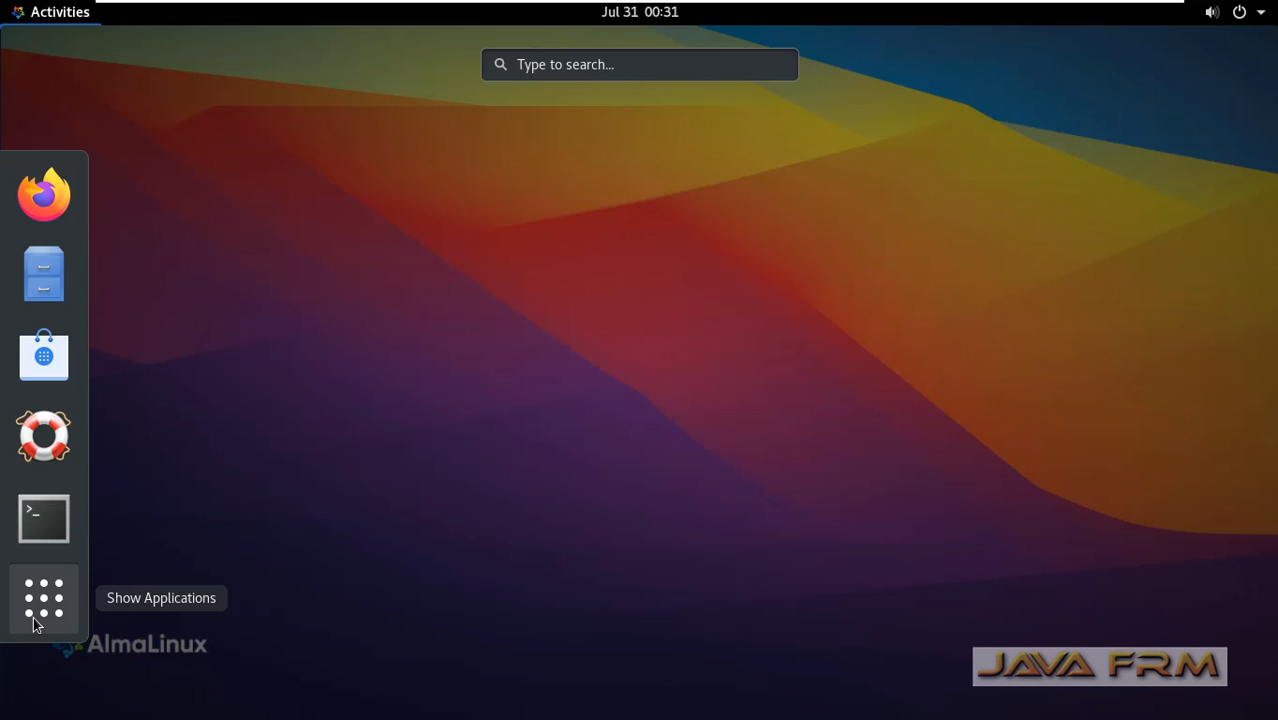 Activities
Jul 31 00:31
Type to search...
>_
Show Applications
AlmaLinux
JAVA FRM